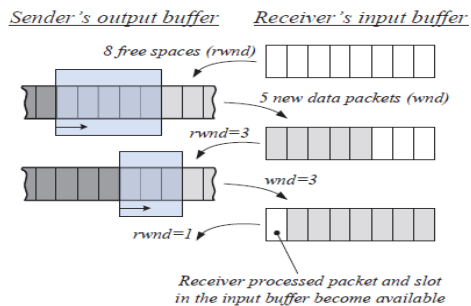 Sender's output buffer
Receiver's input buffer
8 free spaces (rwnd)
5 new data packets (wnd)
rwnd=3
wnd=3
rwnd=1
Receiver processed packet and slot
in the input buffer become available